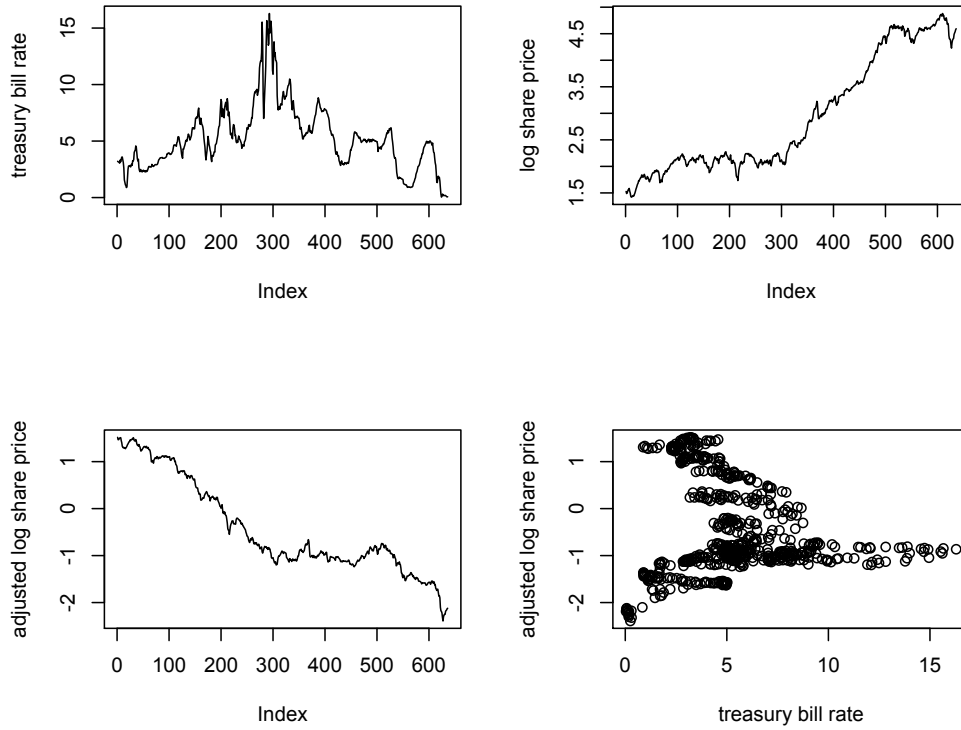 treasury bill rate
0 5 10 15
0 100 200 300 400 500 600
Index
log share price
1.5 2.5 3.5 4.5
0 100 200 300 400 500 600
Index
adjusted log share price
-2 -1 0 1
0 100 200 300 400 500 600
Index
adjusted log share price
-2 -1 0 1
0 5 10 15
treasury bill rate